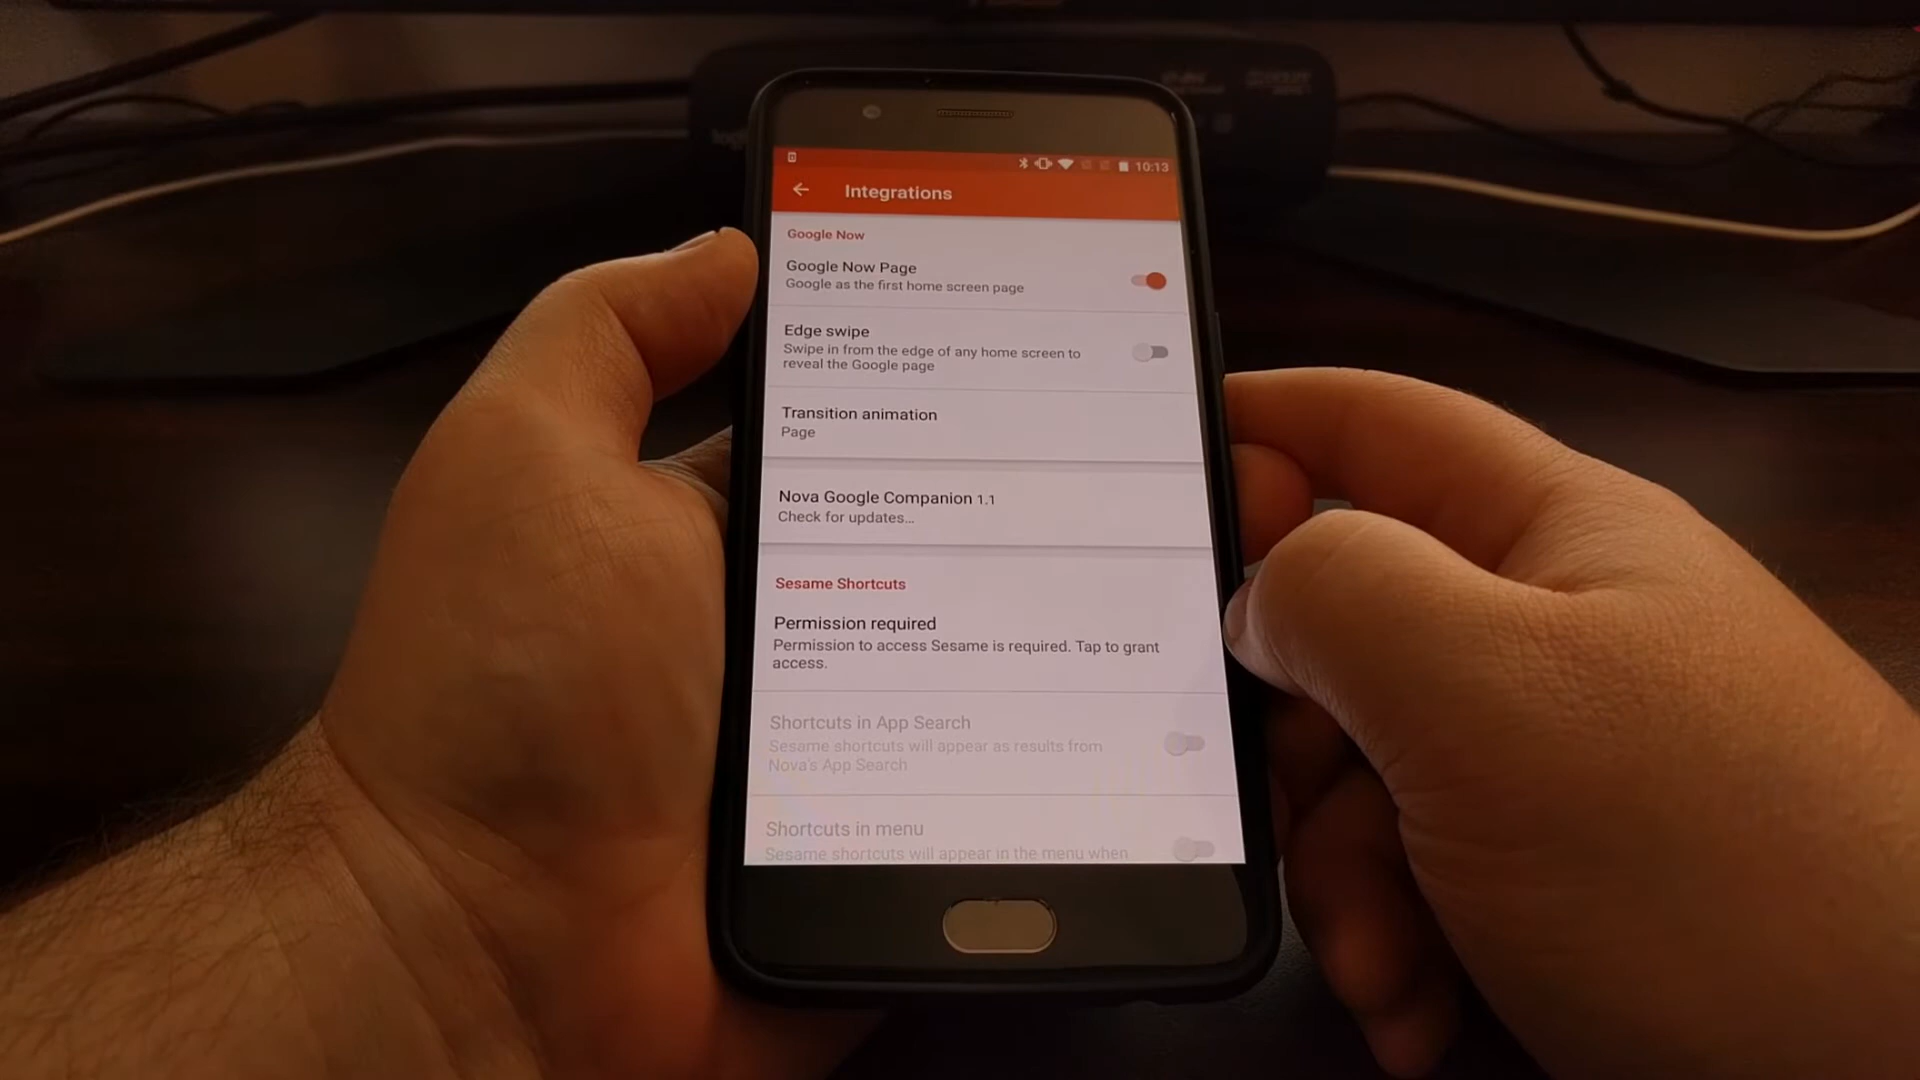 10:13
Integrations
Google Now
Google Now Page
Google as the first home screen page
Edge swipe
Swipe in from the edge of any home screen to
reveal the Google page
Transition animation
Page
Nova Google Companion 1.1
Check for updates...
Sesame Shortcuts
Permission required
Permission to access Sesame is required. Tap to grant
access.
Shortcuts in App Search
Sesame shortcuts will appear as results from
Nova's App Search
Shortcuts in menu
Sesame shortcuts will appear in the menu when